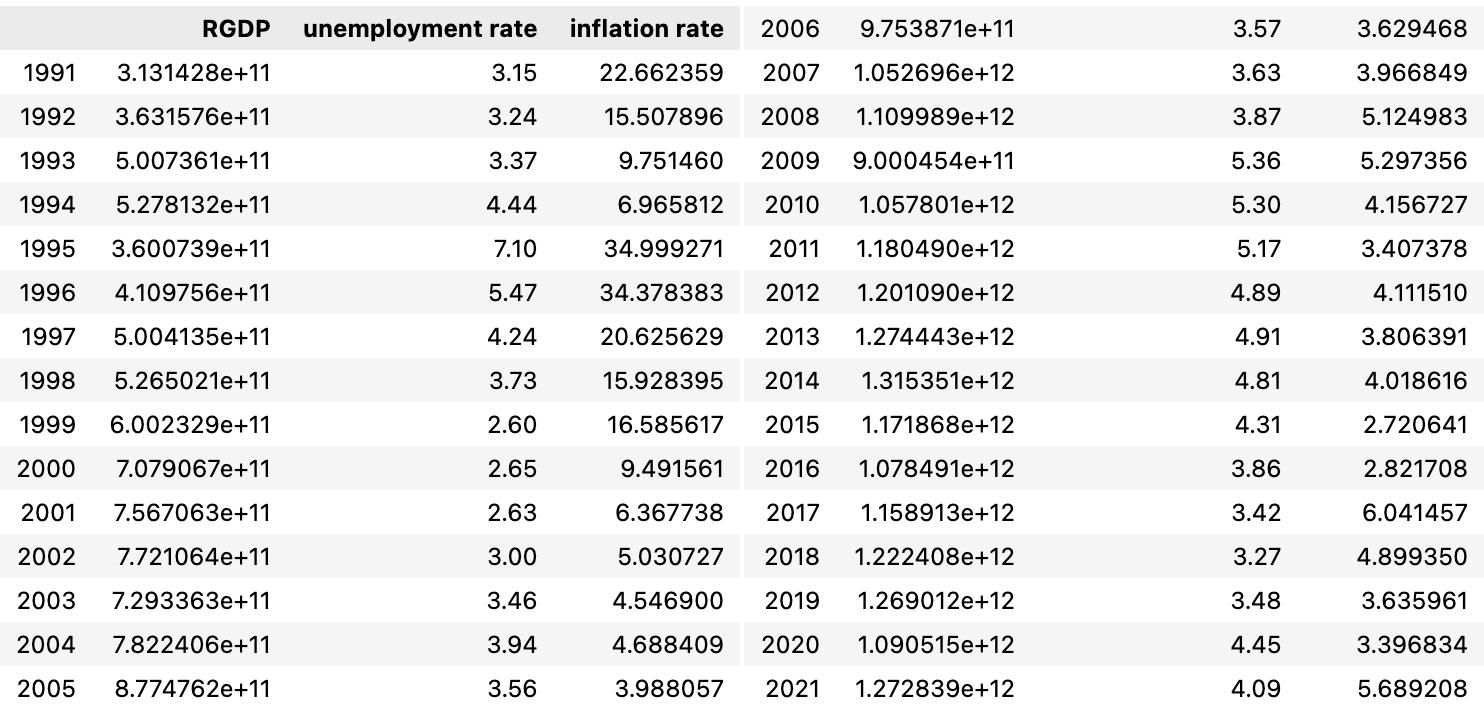 RGDP unemployment rate inflation rate
1991 3.131428e+11 3.15 22.662359
1992 3.631576e+11 3.24 15.507896
1993 5.007361e+11 3.37 9.751460
1994 5.278132e+11 4.44 6.965812
1995 3.600739e+11 7.10 34.999271
1996 4.109756e+11 5.47 34.378383
1997 5.004135e+11 4.24 20.625629
1998 5.265021e+11 3.73 15.928395
1999 6.002329e+11 2.60 16.585617
2000 7.079067e+11 2.65 9.491561
2001 7.567063e+11 2.63 6.367738
2002 7.721064e+11 3.00 5.030727
2003 7.293363e+11 3.46 4.546900
2004 7.822406e+11 3.94 4.688409
2005 8.774762e+11 3.56 3.988057
2006 9.753871e+11 3.57 3.629468
2007 1.052696e+12 3.63 3.966849
2008 1.109989e+12 3.87 5.124983
2009 9.000454e+11 5.36 5.297356
2010 1.057801e+12 5.30 4.156727
2011 1.180490e+12 5.17 3.407378
2012 1.201090e+12 4.89 4.111510
2013 1.274443e+12 4.91 3.806391
2014 1.315351e+12 4.81 4.018616
2015 1.171868e+12 4.31 2.720641
2016 1.078491e+12 3.86 2.821708
2017 1.158913e+12 3.42 6.041457
2018 1.222408e+12 3.27 4.899350
2019 1.269012e+12 3.48 3.635961
2020 1.090515e+12 4.45 3.396834
2021 1.272839e+12 4.09 5.689208